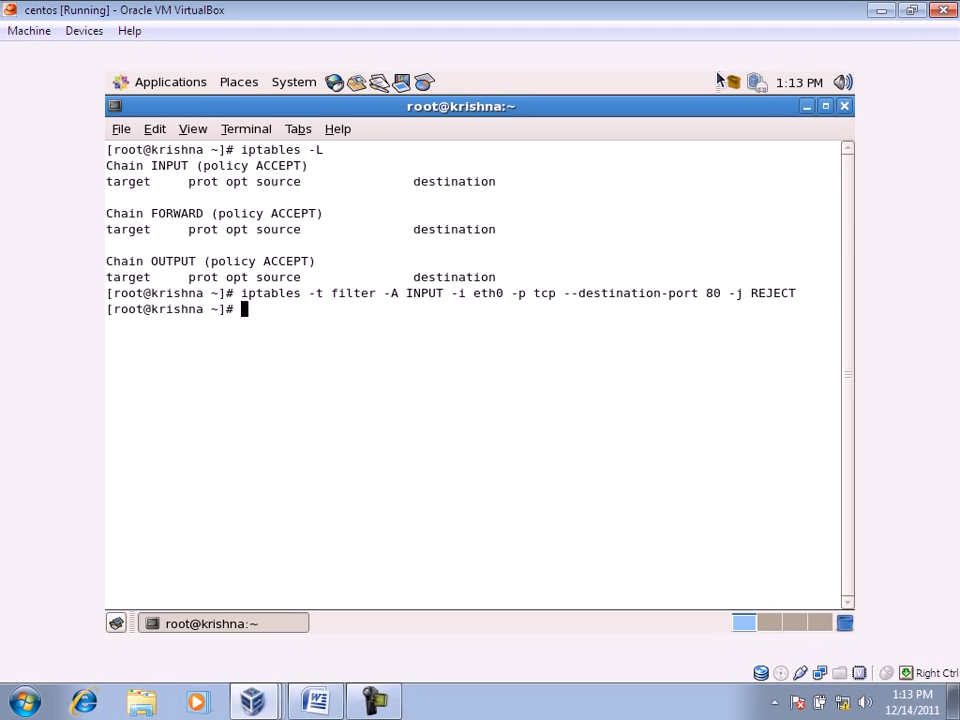 centos [Running] - Oracle VM VirtualBox
Machine Devices Help
Applications Places System 1:13 PM
root@krishna:~
File Edit View Terminal Tabs Help
[root@krishna ~]# iptables -L
Chain INPUT (policy ACCEPT)
target prot opt source destination
Chain FORWARD (policy ACCEPT)
target prot opt source destination
Chain OUTPUT (policy ACCEPT)
target prot opt source destination
[root@krishna ~]# iptables -t filter -A INPUT -i eth0 -p tcp --destination-port 80 -j REJECT
[root@krishna ~]#
root@krishna:~
Right Ctrl
1:13 PM
12/14/2011